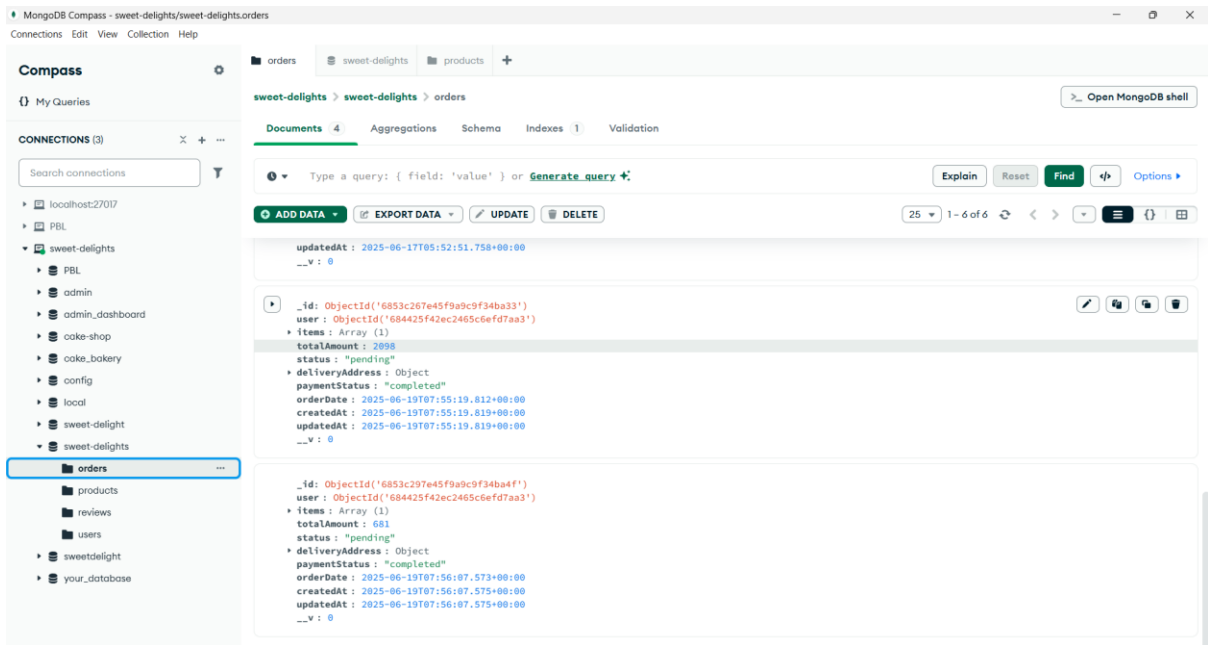 MongoDB Compass - sweet-delights/sweet-delights.orders
Connections Edit View Collection Help
Compass
{} My Queries
CONNECTIONS (3)
Search connections
localhost:27017
PBL
sweet-delights
PBL
admin
admin_dashboard
cake-shop
cake_bakery
config
local
sweet-delight
sweet-delights
orders
products
reviews
users
sweetdelight
your_database
orders sweet-delights products
sweet-delights > sweet-delights > orders
>_ Open MongoDB shell
Documents 4 Aggregations Schema Indexes 1 Validation
Type a query: { field: 'value' } or Generate query
Explain Reset Find </> Options
ADD DATA EXPORT DATA UPDATE DELETE
25 1 – 6 of 6 {}
updatedAt : 2025-06-17T05:52:51.758+00:00
__v : 0
_id: ObjectId('6853c267e45f9a9c9f34ba33')
user : ObjectId('684425f42ec2465c6efd7aa3')
items : Array (1)
totalAmount : 2098
status : "pending"
deliveryAddress : Object
paymentStatus : "completed"
orderDate : 2025-06-19T07:55:19.812+00:00
createdAt : 2025-06-19T07:55:19.819+00:00
updatedAt : 2025-06-19T07:55:19.819+00:00
__v : 0
_id: ObjectId('6853c297e45f9a9c9f34ba4f')
user : ObjectId('684425f42ec2465c6efd7aa3')
items : Array (1)
totalAmount : 681
status : "pending"
deliveryAddress : Object
paymentStatus : "completed"
orderDate : 2025-06-19T07:56:07.573+00:00
createdAt : 2025-06-19T07:56:07.575+00:00
updatedAt : 2025-06-19T07:56:07.575+00:00
__v : 0